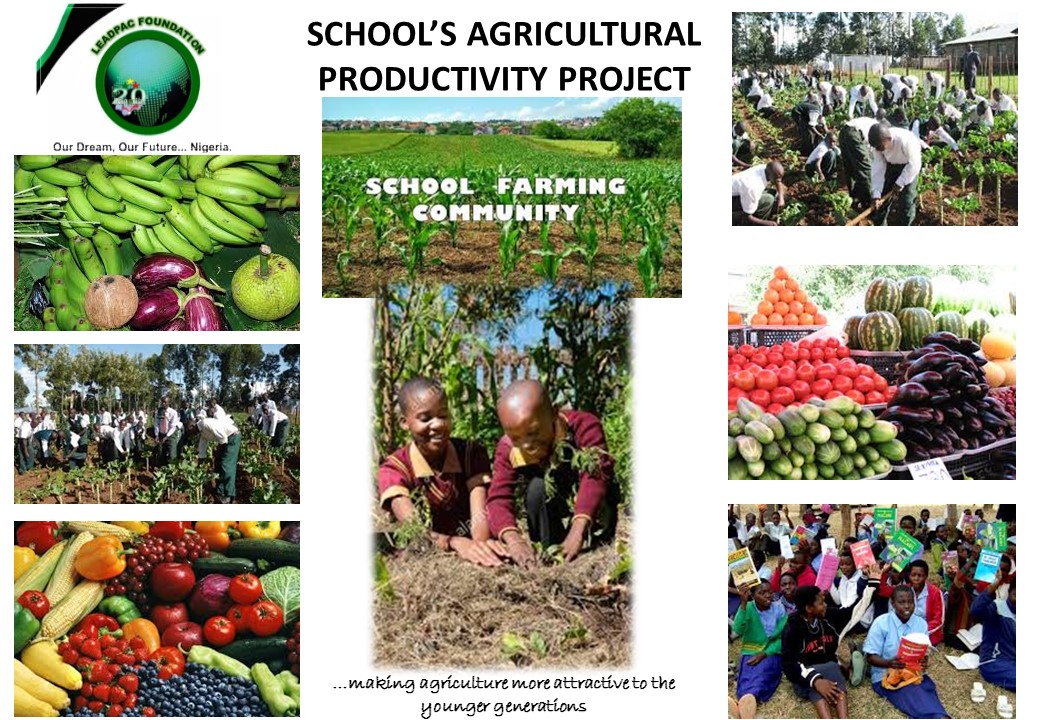 LEADPAC FOUNDATION
20
Our Dream, Our Future... Nigeria.
SCHOOL’S AGRICULTURAL
PRODUCTIVITY PROJECT
SCHOOL FARMING
COMMUNITY
...making agriculture more attractive to the
younger generations